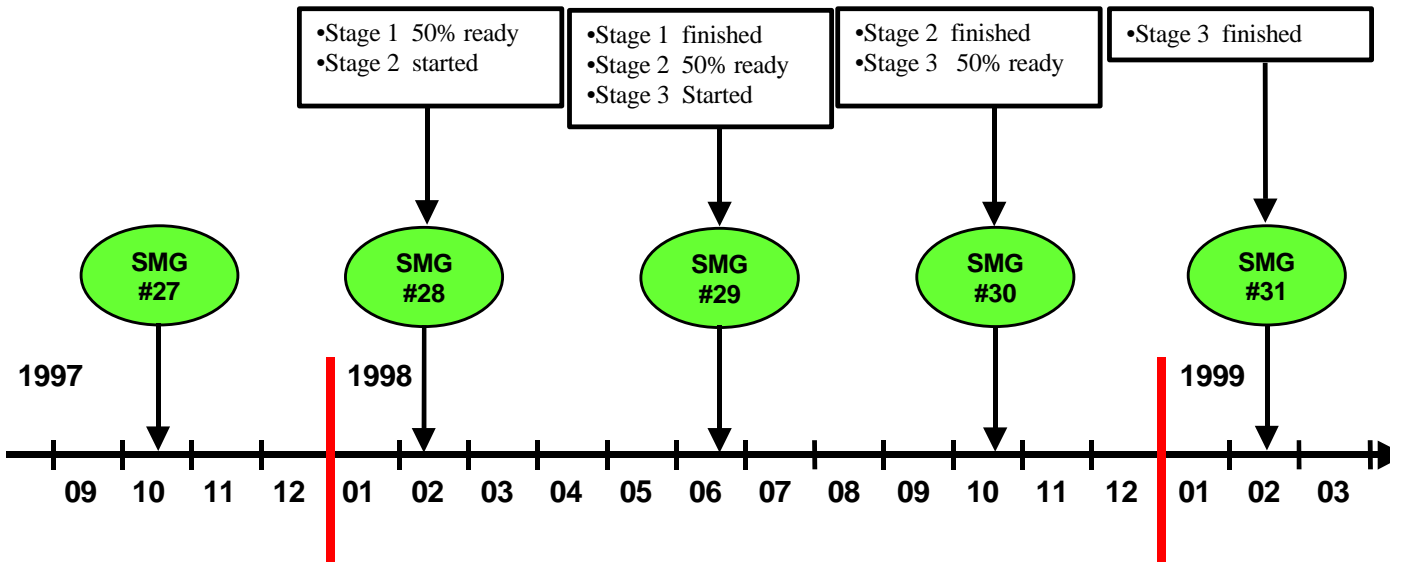 •Stage 1 50% ready
•Stage 2 started
•Stage 1 finished
•Stage 2 50% ready
•Stage 3 Started
•Stage 2 finished
•Stage 3 50% ready
•Stage 3 finished
SMG
#27
SMG
#28
SMG
#29
SMG
#30
SMG
#31
1997
1998
1999
09 10 11 12 01 02 03 04 05 06 07 08 09 10 11 12 01 02 03